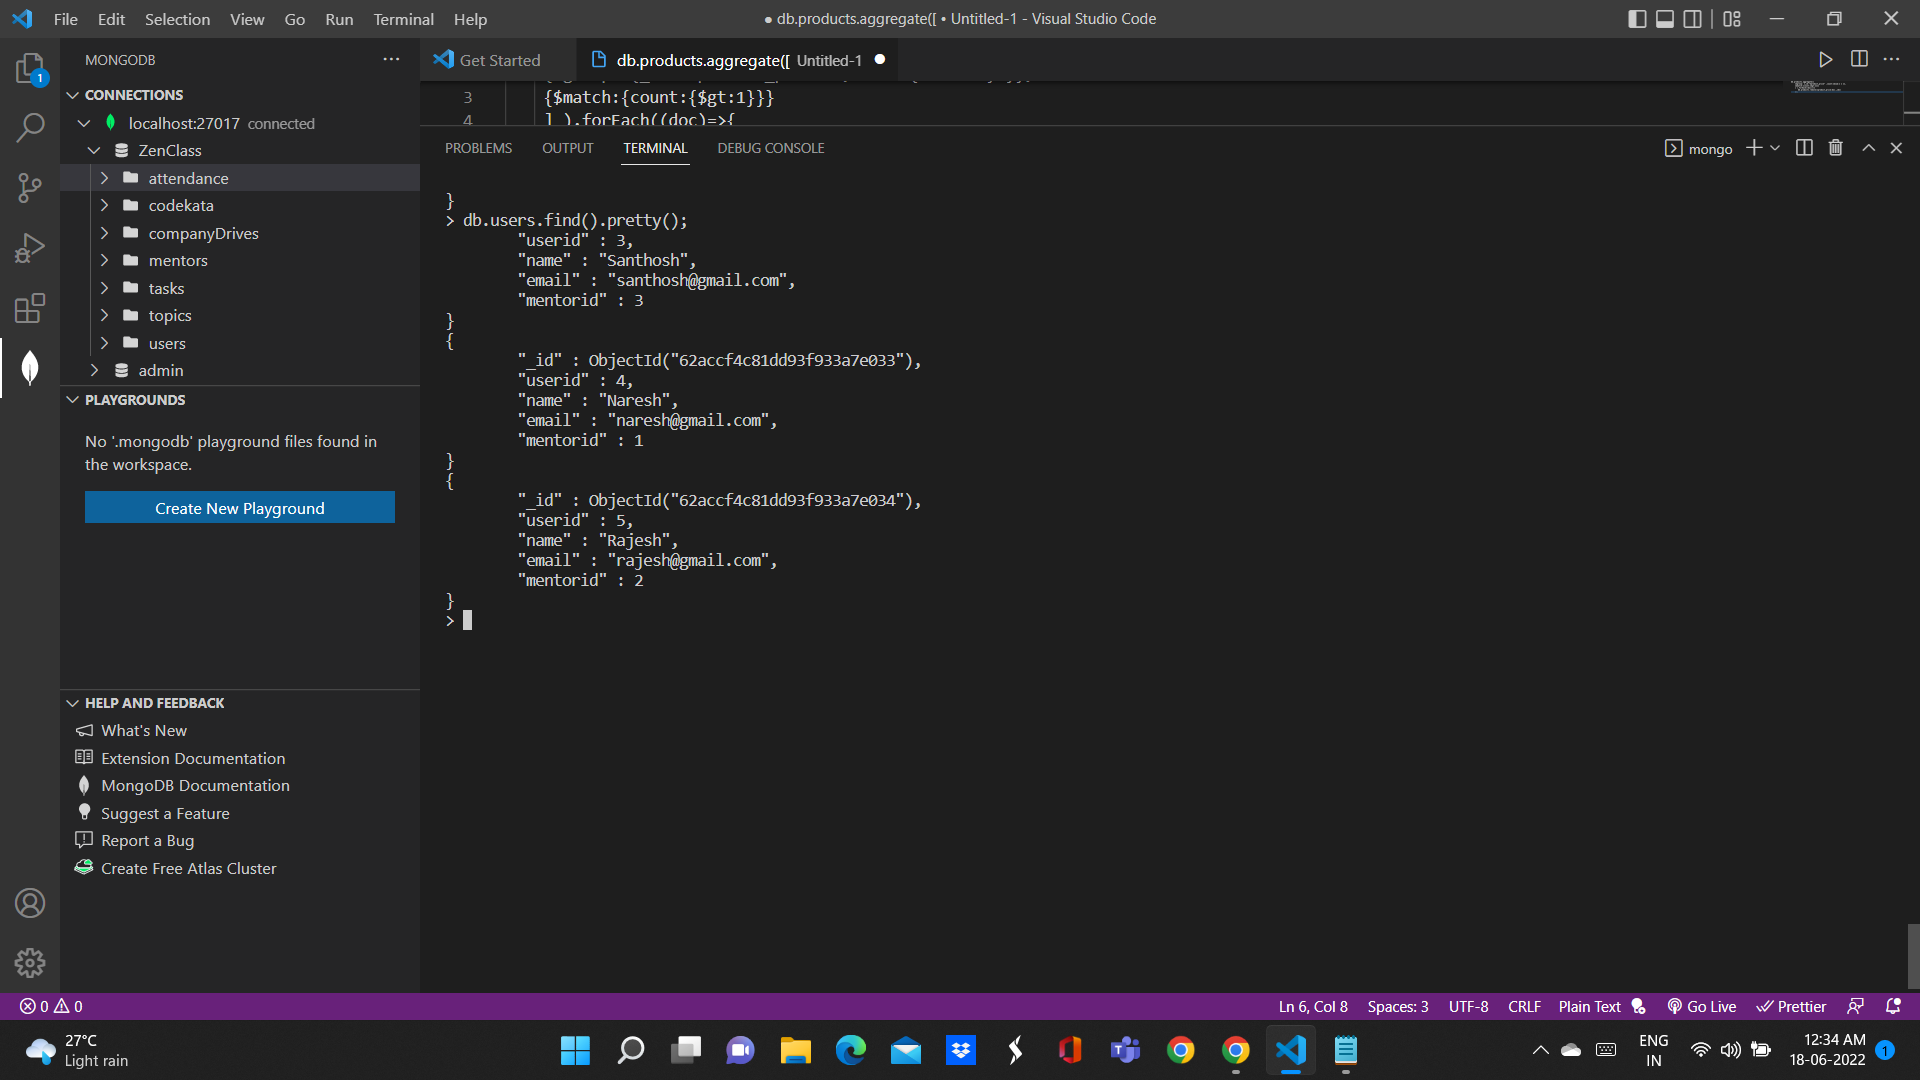 File Edit Selection View Go Run Terminal Help
● db.products.aggregate([ • Untitled-1 - Visual Studio Code
MONGODB
Get Started
db.products.aggregate([ Untitled-1
CONNECTIONS
localhost:27017 connected
ZenClass
attendance
codekata
companyDrives
mentors
tasks
topics
users
admin
PLAYGROUNDS
No '.mongodb' playground files found in
the workspace.
Create New Playground
HELP AND FEEDBACK
What's New
Extension Documentation
MongoDB Documentation
Suggest a Feature
Report a Bug
Create Free Atlas Cluster
1
3 {$match:{count:{$gt:1}}}
4 ] ).forEach((doc)=>{
PROBLEMS OUTPUT TERMINAL DEBUG CONSOLE
mongo
}
> db.users.find().pretty();
"userid" : 3,
"name" : "Santhosh",
"email" : "santhosh@gmail.com",
"mentorid" : 3
}
{
"_id" : ObjectId("62accf4c81dd93f933a7e033"),
"userid" : 4,
"name" : "Naresh",
"email" : "naresh@gmail.com",
"mentorid" : 1
}
{
"_id" : ObjectId("62accf4c81dd93f933a7e034"),
"userid" : 5,
"name" : "Rajesh",
"email" : "rajesh@gmail.com",
"mentorid" : 2
}
>
0 0
Ln 6, Col 8 Spaces: 3 UTF-8 CRLF Plain Text Go Live Prettier
27°C
Light rain
ENG
IN
12:34 AM
18-06-2022
1